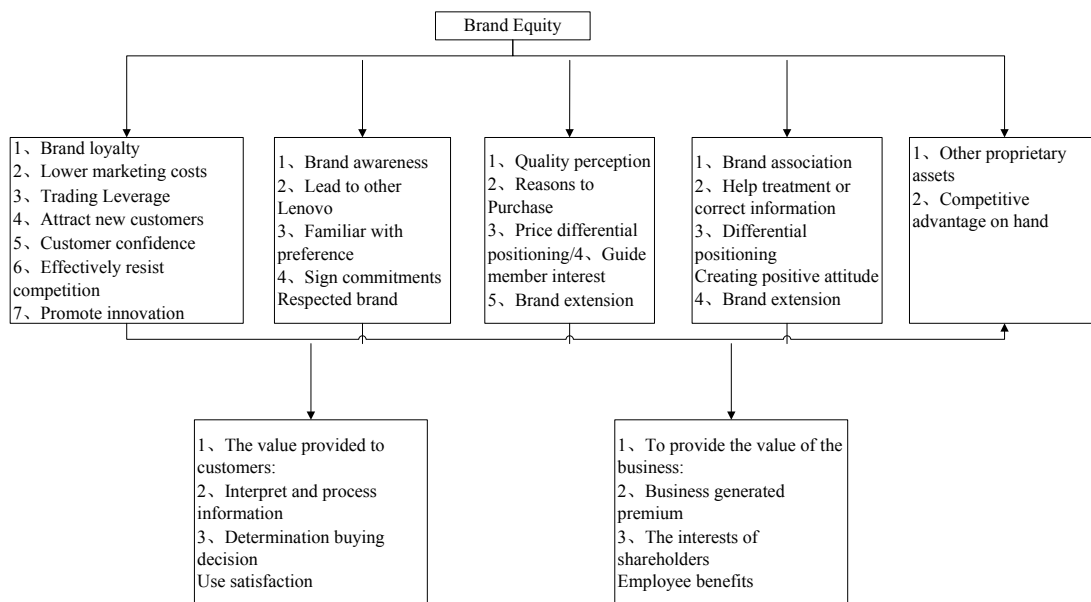 Brand Equity
1、Brand loyalty
2、Lower marketing costs
3、Trading Leverage
4、Attract new customers
5、Customer confidence
6、Effectively resist
competition
7、Promote innovation
1、Brand awareness
2、Lead to other
Lenovo
3、Familiar with
preference
4、Sign commitments
Respected brand
1、Quality perception
2、Reasons to
Purchase
3、Price differential
positioning/4、Guide
member interest
5、Brand extension
1、Brand association
2、Help treatment or
correct information
3、Differential
positioning
Creating positive attitude
4、Brand extension
1、Other proprietary
assets
2、Competitive
advantage on hand
1、The value provided to
customers:
2、Interpret and process
information
3、Determination buying
decision
Use satisfaction
1、To provide the value of the
business:
2、Business generated
premium
3、The interests of
shareholders
Employee benefits